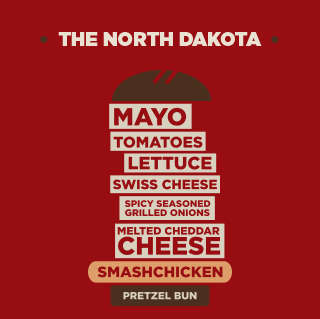 THE NORTH DAKOTA
MAYO
TOMATOES
LETTUCE
SWISS CHEESE
SPICY SEASONED
GRILLED ONIONS
MELTED CHEDDAR
CHEESE
SMASHCHICKEN
PRETZEL BUN